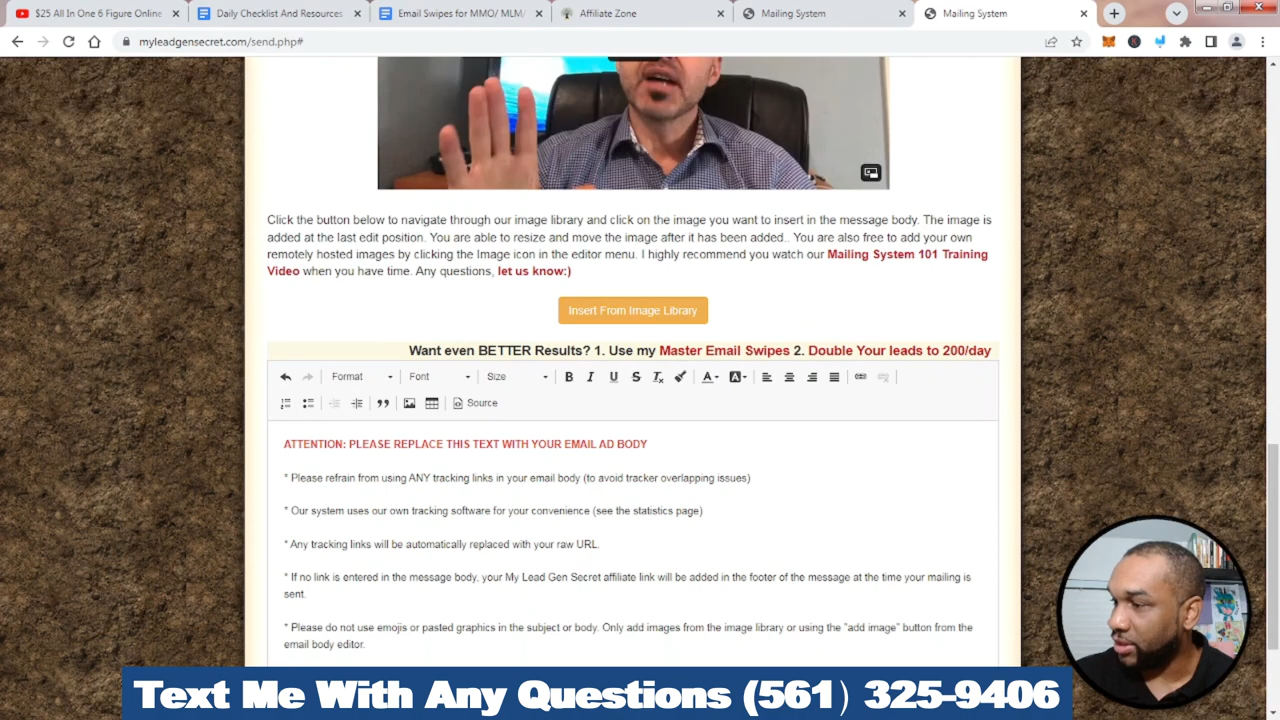 $25 All In One 6 Figure Online
Daily Checklist And Resources
Email Swipes for MMO/ MLM/
Affiliate Zone
Mailing System
Mailing System
myleadgensecret.com/send.php#
Click the button below to navigate through our image library and click on the image you want to insert in the message body. The image is
added at the last edit position. You are able to resize and move the image after it has been added.. You are also free to add your own
remotely hosted images by clicking the Image icon in the editor menu. I highly recommend you watch our Mailing System 101 Training
Video when you have time. Any questions, let us know:)
Insert From Image Library
Want even BETTER Results? 1. Use my Master Email Swipes 2. Double Your leads to 200/day
Format Font Size B I U S Tx A A
Source
ATTENTION: PLEASE REPLACE THIS TEXT WITH YOUR EMAIL AD BODY
* Please refrain from using ANY tracking links in your email body (to avoid tracker overlapping issues)
* Our system uses our own tracking software for your convenience (see the statistics page)
* Any tracking links will be automatically replaced with your raw URL.
* If no link is entered in the message body, your My Lead Gen Secret affiliate link will be added in the footer of the message at the time your mailing is
sent.
* Please do not use emojis or pasted graphics in the subject or body. Only add images from the image library or using the "add image" button from the
email body editor.
Text Me With Any Questions (561) 325-9406